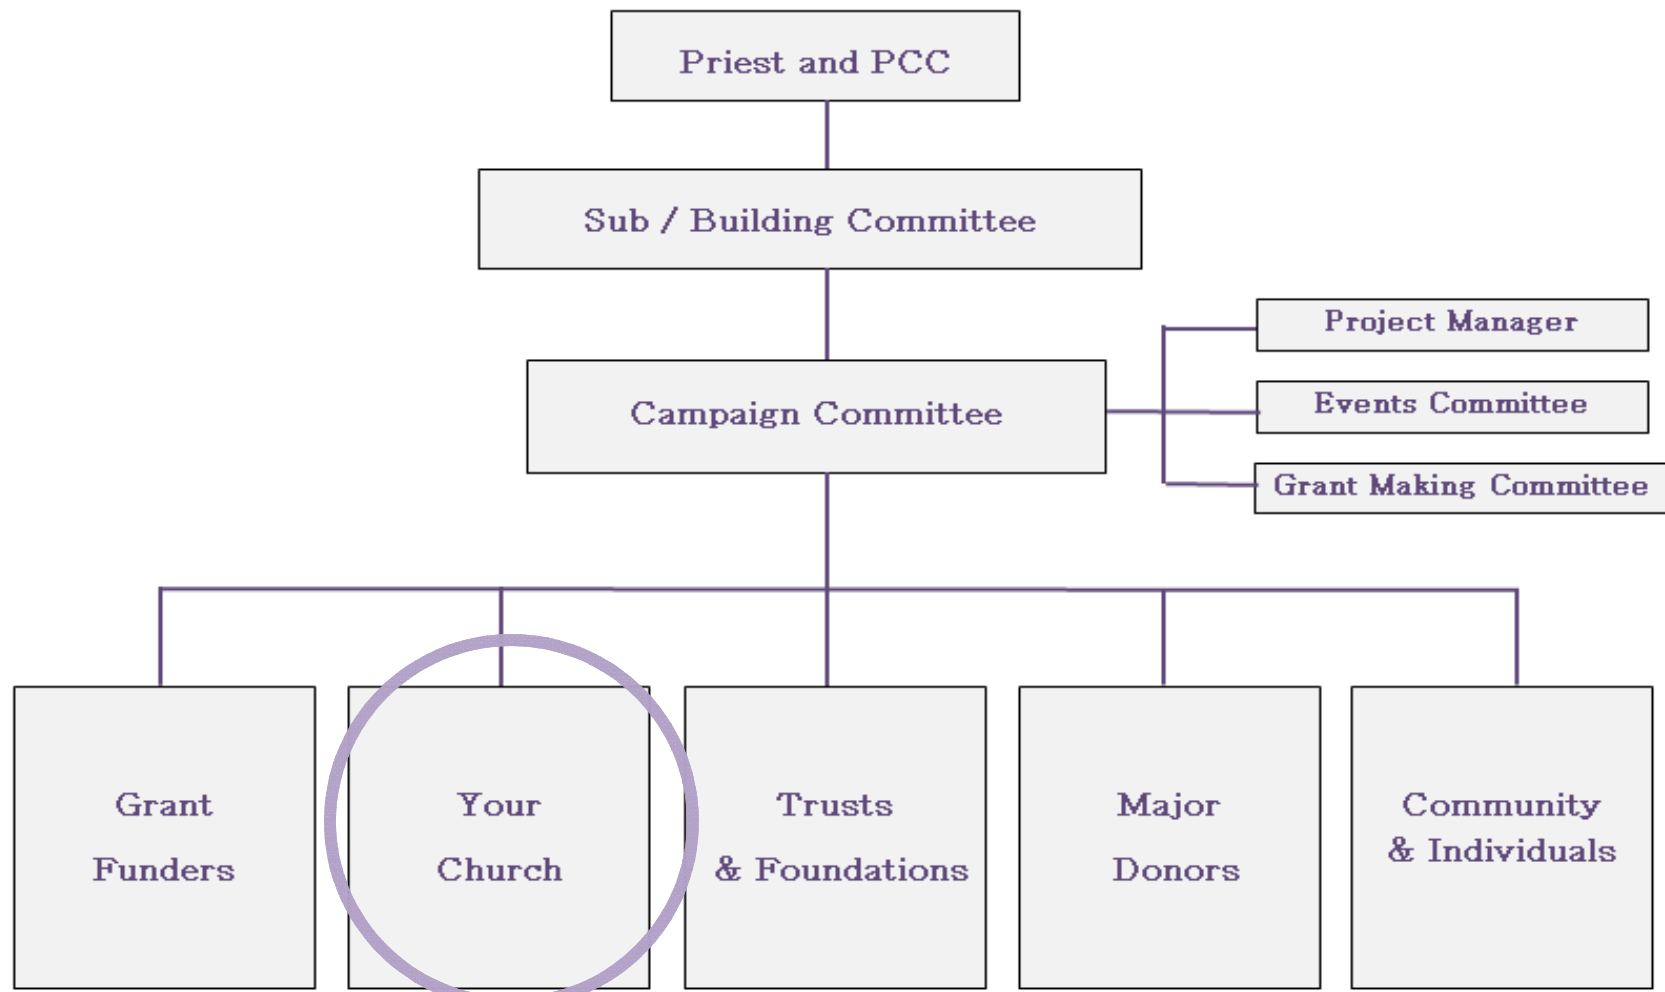 Priest and PCC
Sub / Building Committee
Project Manager
Events Committee
Campaign Committee
Grant Making Committee
Grant
Funders
Your
Church
Trusts
& Foundations
Major
Donors
Community
& Individuals